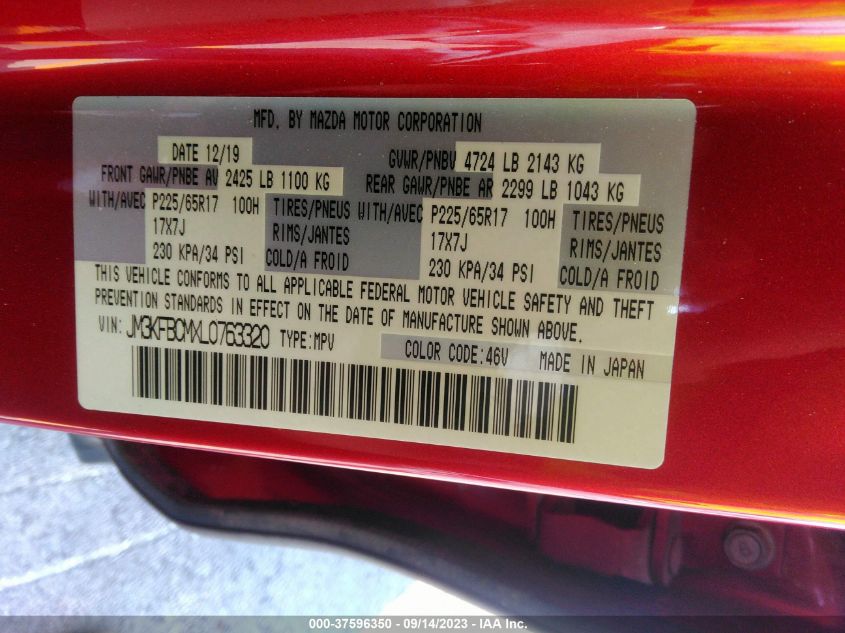 MFD. BY MAZDA MOTOR CORPORATION
DATE 12/19 GVWR/PNBV 4724 LB 2143 KG
FRONT GAWR/PNBE AV 2425 LB 1100 KG REAR GAWR/PNBE AR 2299 LB 1043 KG
WITH/AVEC P225/65R17 100H TIRES/PNEUS WITH/AVEC P225/65R17 100H TIRES/PNEUS
17X7J RIMS/JANTES 17X7J RIMS/JANTES
230 KPA/34 PSI COLD/A FROID 230 KPA/34 PSI COLD/A FROID
THIS VEHICLE CONFORMS TO ALL APPLICABLE FEDERAL MOTOR VEHICLE SAFETY AND THEFT
PREVENTION STANDARDS IN EFFECT ON THE DATE OF MANUFACTURE SHOWN ABOVE.
VIN: JM3KFBCMXL0763320 TYPE:MPV
COLOR CODE:46V MADE IN JAPAN
000-37596350 - 09/14/2023 - IAA Inc.